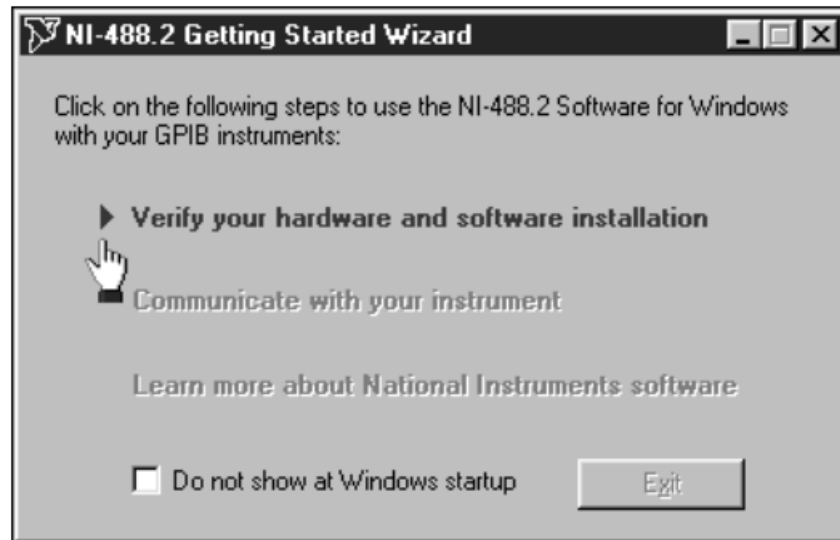 NI-488.2 Getting Started Wizard
Click on the following steps to use the NI-488.2 Software for Windows
with your GPIB instruments:
Verify your hardware and software installation
Communicate with your instrument
Learn more about National Instruments software
Do not show at Windows startup
Exit